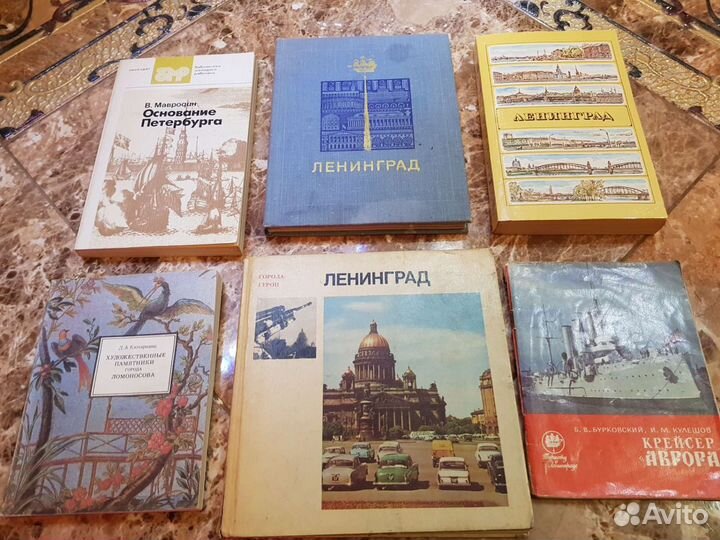 В. Мавродин
Основание
Петербурга
ЛЕНИНГРАД
ЛЕНИНГРАД
ХУДОЖЕСТВЕННЫЕ
ПАМЯТНИКИ
ГОРОДА
ЛОМОНОСОВА
ГОРОДА-
ГЕРОИ
ЛЕНИНГРАД
Б. В. БУРКОВСКИЙ, И. М. КУЛЕШОВ
КРЕЙСЕР
АВРОРА
Avito